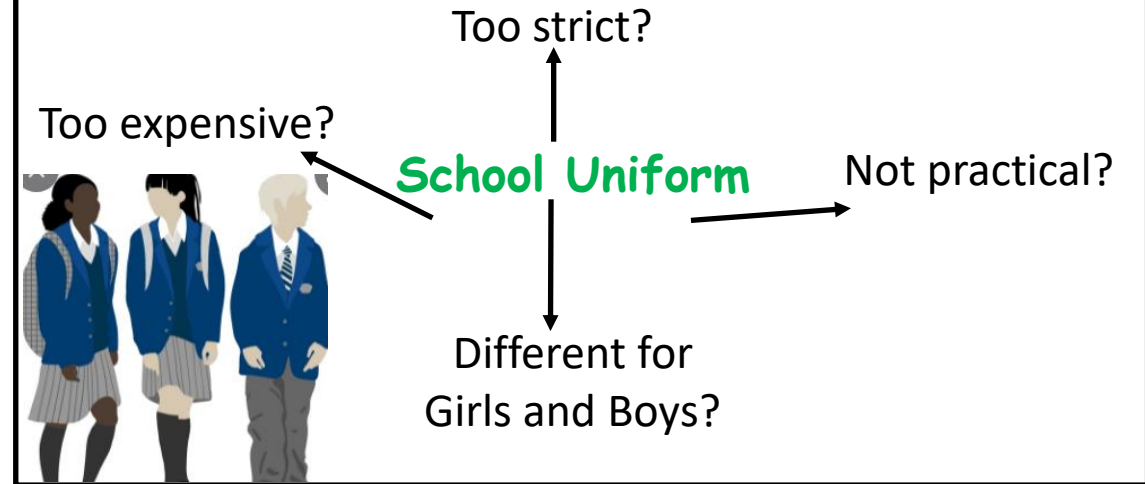 Too strict?
Too expensive?
School Uniform
Not practical?
Different for
Girls and Boys?